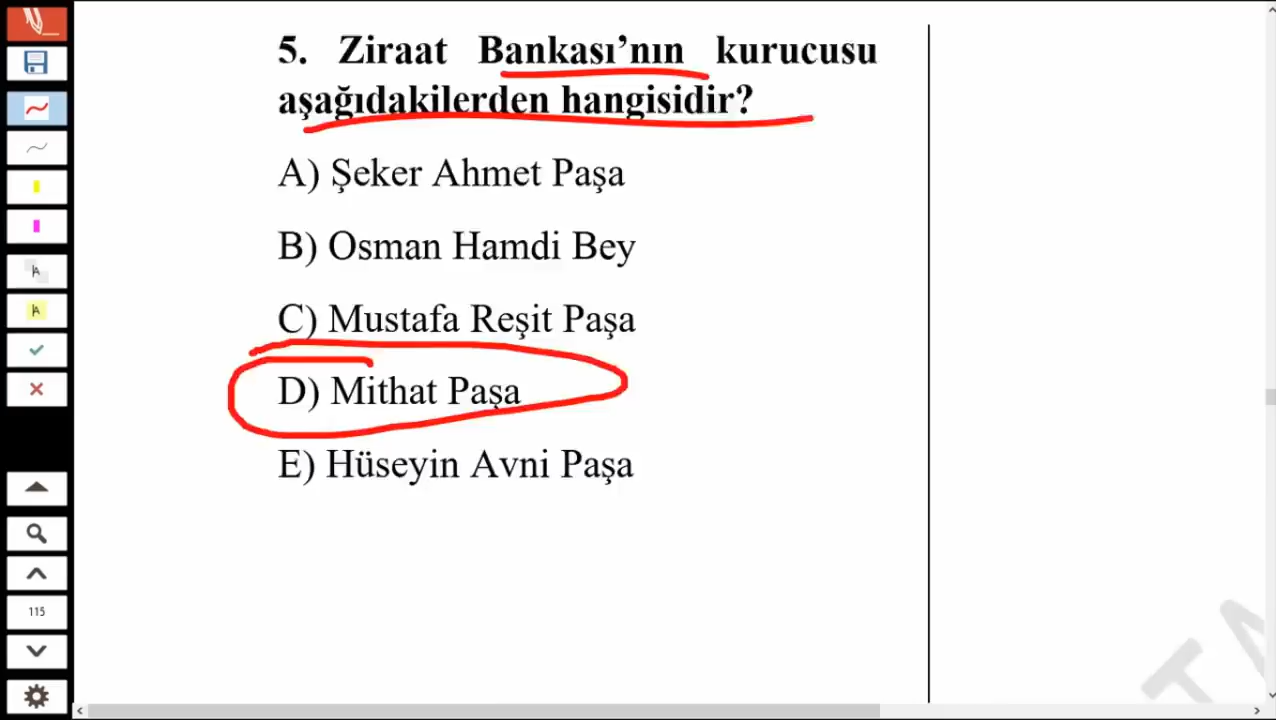 5. Ziraat Bankası’nın kurucusu
aşağıdakilerden hangisidir?
A) Şeker Ahmet Paşa
B) Osman Hamdi Bey
C) Mustafa Reşit Paşa
D) Mithat Paşa
E) Hüseyin Avni Paşa
115
TA